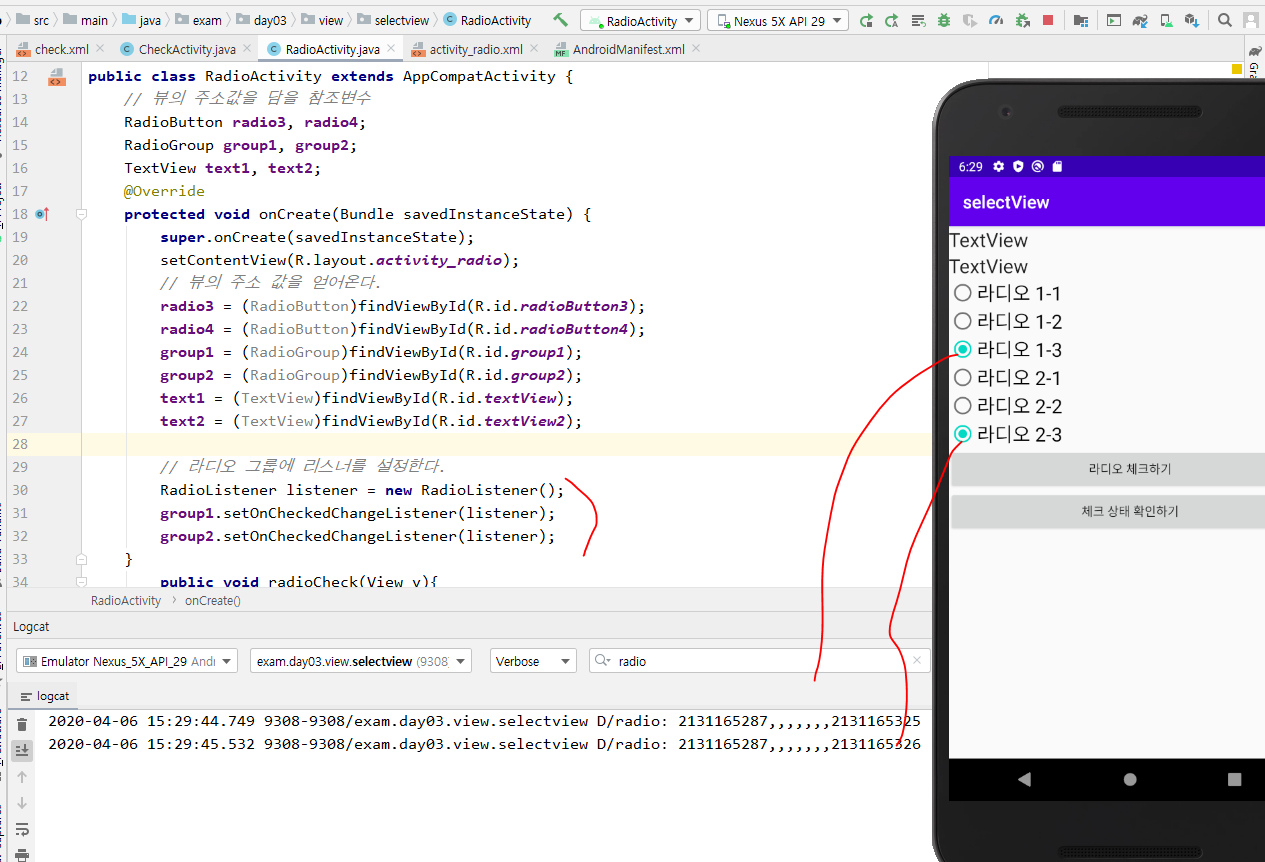 src main java exam day03 view selectview RadioActivity RadioActivity Nexus 5X API 29
check.xml CheckActivity.java RadioActivity.java activity_radio.xml AndroidManifest.xml
12 public class RadioActivity extends AppCompatActivity {
13 // 뷰의 주소값을 담을 참조변수
14 RadioButton radio3, radio4;
15 RadioGroup group1, group2;
16 TextView text1, text2;
17 @Override
18 protected void onCreate(Bundle savedInstanceState) {
19 super.onCreate(savedInstanceState);
20 setContentView(R.layout.activity_radio);
21 // 뷰의 주소 값을 얻어온다.
22 radio3 = (RadioButton)findViewById(R.id.radioButton3);
23 radio4 = (RadioButton)findViewById(R.id.radioButton4);
24 group1 = (RadioGroup)findViewById(R.id.group1);
25 group2 = (RadioGroup)findViewById(R.id.group2);
26 text1 = (TextView)findViewById(R.id.textView);
27 text2 = (TextView)findViewById(R.id.textView2);
28
29 // 라디오 그룹에 리스너를 설정한다.
30 RadioListener listener = new RadioListener();
31 group1.setOnCheckedChangeListener(listener);
32 group2.setOnCheckedChangeListener(listener);
33 }
34 public void radioCheck(View v){
RadioActivity › onCreate()
Logcat
Emulator Nexus_5X_API_29 Andr exam.day03.view.selectview (9308) Verbose radio
logcat
2020-04-06 15:29:44.749 9308-9308/exam.day03.view.selectview D/radio: 2131165287,,,,,,,2131165325
2020-04-06 15:29:45.532 9308-9308/exam.day03.view.selectview D/radio: 2131165287,,,,,,,2131165326
6:29
selectView
TextView
TextView
라디오 1-1
라디오 1-2
라디오 1-3
라디오 2-1
라디오 2-2
라디오 2-3
라디오 체크하기
체크 상태 확인하기